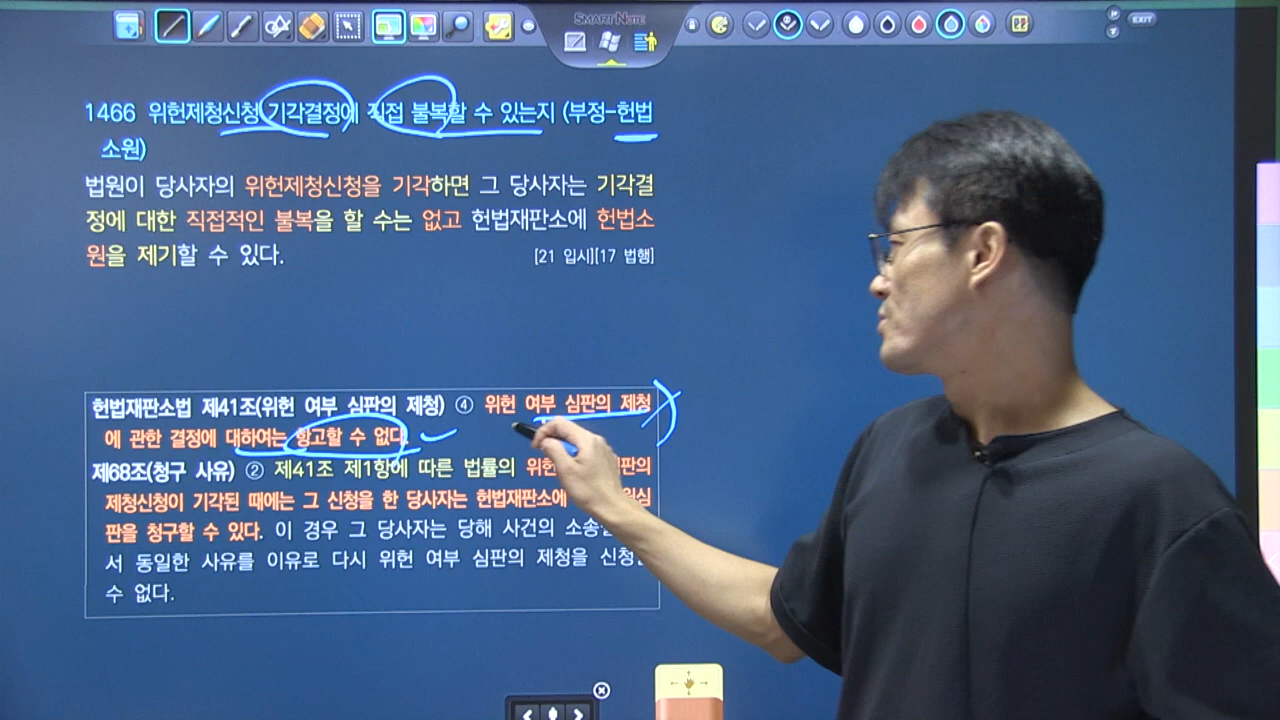 SMART NOTE
EXIT
1466 위헌제청신청 기각결정에 직접 불복할 수 있는지 (부정-헌법
소원)
법원이 당사자의 위헌제청신청을 기각하면 그 당사자는 기각결
정에 대한 직접적인 불복을 할 수는 없고 헌법재판소에 헌법소
원을 제기할 수 있다. [21 입시][17 법행]
헌법재판소법 제41조(위헌 여부 심판의 제청) ④ 위헌 여부 심판의 제청
에 관한 결정에 대하여는 항고할 수 없다.
제68조(청구 사유) ② 제41조 제1항에 따른 법률의 위헌 판의
제청신청이 기각된 때에는 그 신청을 한 당사자는 헌법재판소에 원심
판을 청구할 수 있다. 이 경우 그 당사자는 당해 사건의 소송
서 동일한 사유를 이유로 다시 위헌 여부 심판의 제청을 신청
수 없다.